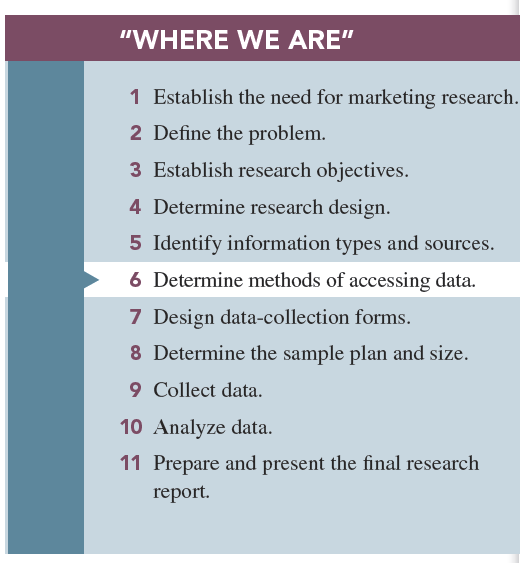 “WHERE WE ARE”
1 Establish the need for marketing research.
2 Define the problem.
3 Establish research objectives.
4 Determine research design.
5 Identify information types and sources.
6 Determine methods of accessing data.
7 Design data-collection forms.
8 Determine the sample plan and size.
9 Collect data.
10 Analyze data.
11 Prepare and present the final research
report.